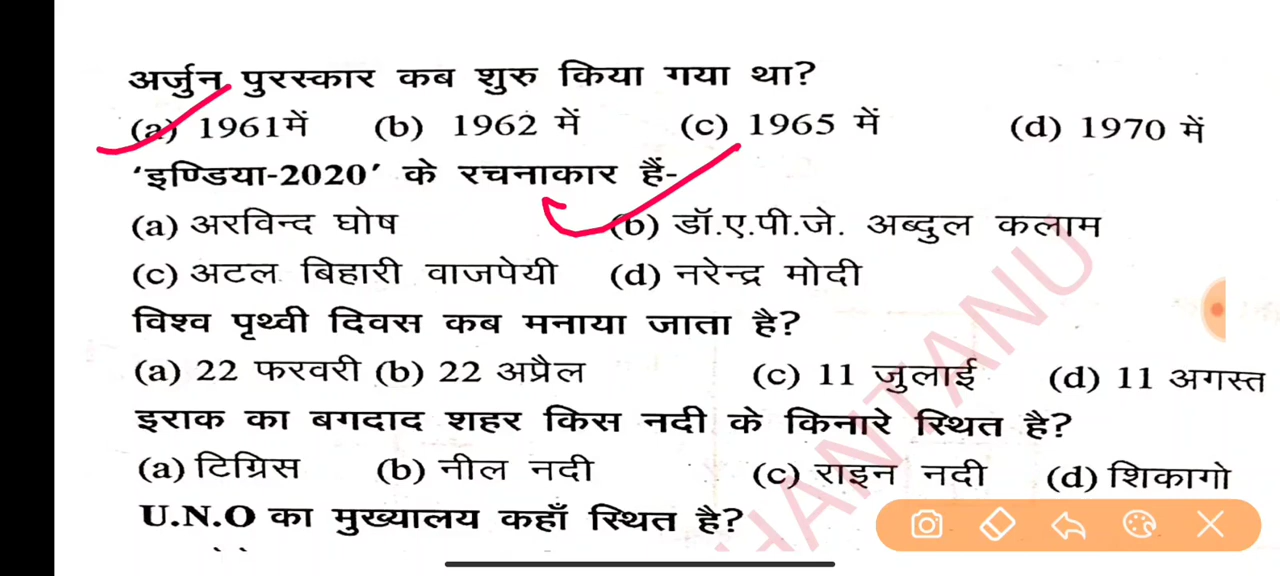 अर्जुन पुरस्कार कब शुरु किया गया था?
(a) 1961में (b) 1962 में (c) 1965 में (d) 1970 में
‘इण्डिया-2020’ के रचनाकार हैं-
(a) अरविन्द घोष (b) डॉ.ए.पी.जे. अब्दुल कलाम
(c) अटल बिहारी वाजपेयी (d) नरेन्द्र मोदी
विश्व पृथ्वी दिवस कब मनाया जाता है?
(a) 22 फरवरी (b) 22 अप्रैल (c) 11 जुलाई (d) 11 अगस्त
इराक का बगदाद शहर किस नदी के किनारे स्थित है?
(a) टिग्रिस (b) नील नदी (c) राइन नदी (d) शिकागो
U.N.O का मुख्यालय कहाँ स्थित है?
HANTANU